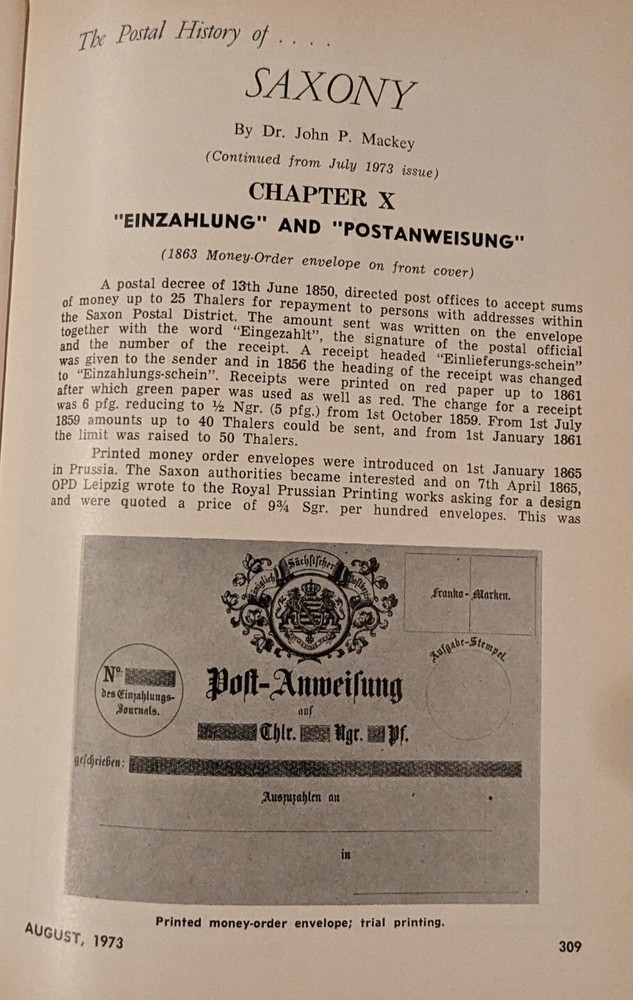 The Postal History of . . . .
SAXONY
By Dr. John P. Mackey
(Continued from July 1973 issue)
CHAPTER X
"EINZAHLUNG" AND "POSTANWEISUNG"
(1863 Money-Order envelope on front cover)
A postal decree of 13th June 1850, directed post offices to accept sums
of money up to 25 Thalers for repayment to persons with addresses within
the Saxon Postal District. The amount sent was written on the envelope
together with the word "Eingezahlt", the signature of the postal official
and the number of the receipt. A receipt headed "Einlieferungs-schein"
was given to the sender and in 1856 the heading of the receipt was changed
to "Einzahlungs-schein". Receipts were printed on red paper up to 1861
after which green paper was used as well as red. The charge for a receipt
was 6 pfg. reducing to ½ Ngr. (5 pfg.) from 1st October 1859. From 1st July
1859 amounts up to 40 Thalers could be sent, and from 1st January 1861
the limit was raised to 50 Thalers.
Printed money order envelopes were introduced on 1st January 1865
in Prussia. The Saxon authorities became interested and on 7th April 1865,
OPD Leipzig wrote to the Royal Prussian Printing works asking for a design
and were quoted a price of 9¾ Sgr. per hundred envelopes. This was
Königlich Sächſiſcher
Franko-Marken.
Aufgabe-Stempel.
No.
des Einzahlungs-
Journals.
Poſt-Anweiſung
auf
Thlr. Ngr. Pf.
geſchrieben:
Auszuzahlen an
in
Printed money-order envelope; trial printing.
AUGUST, 1973
309